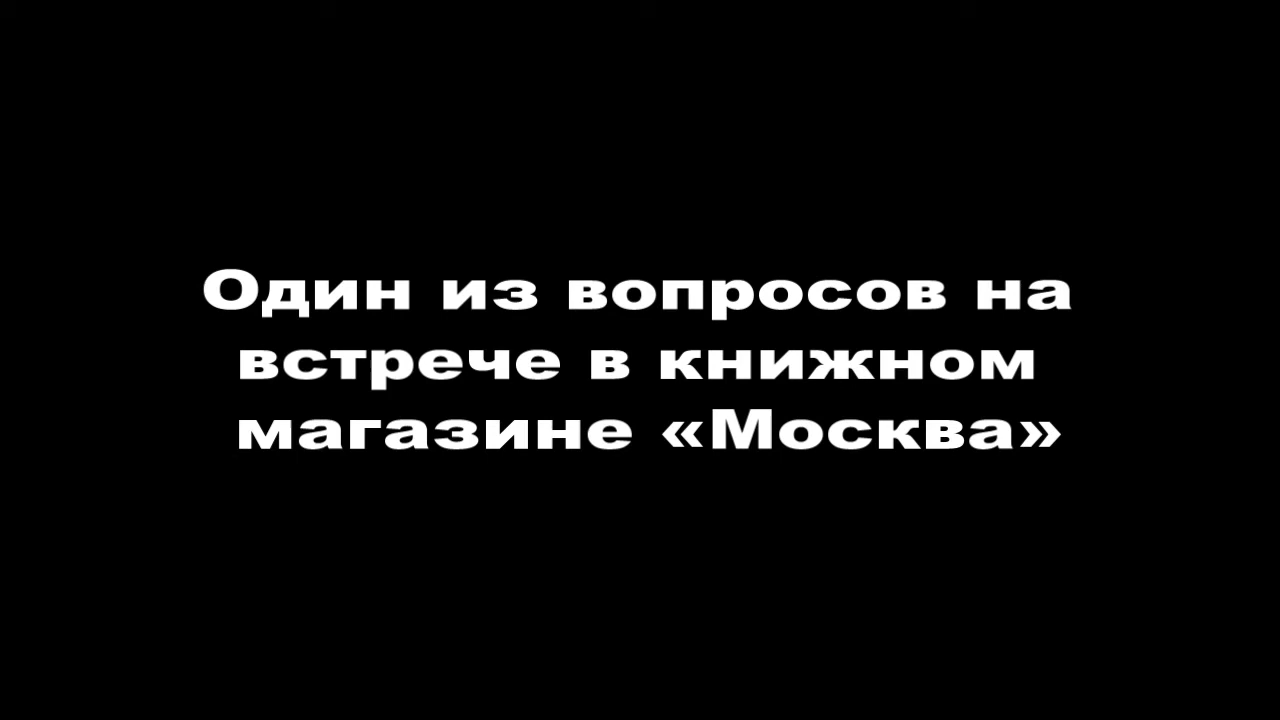 Один из вопросов на
встрече в книжном
магазине «Москва»